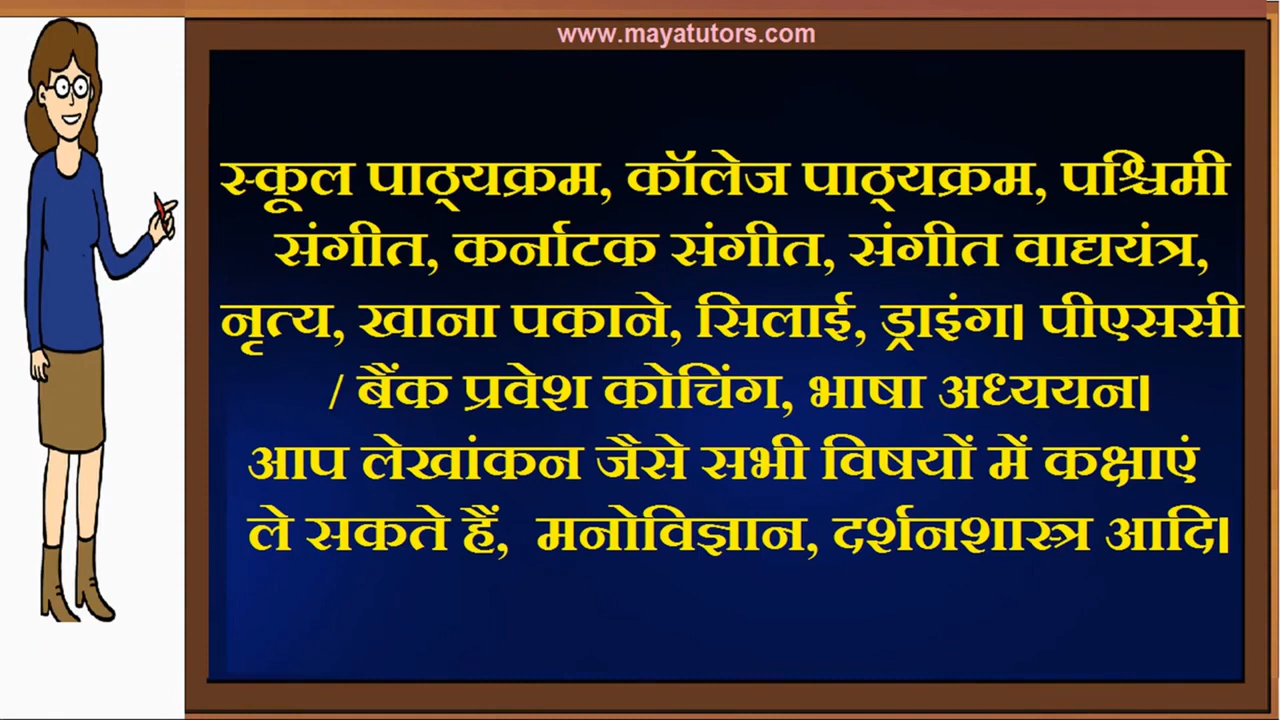 www.mayatutors.com
स्कूल पाठ्यक्रम, कॉलेज पाठ्यक्रम, पश्चिमी
संगीत, कर्नाटक संगीत, संगीत वाद्ययंत्र,
नृत्य, खाना पकाने, सिलाई, ड्राइंग। पीएससी
/ बैंक प्रवेश कोचिंग, भाषा अध्ययन।
आप लेखांकन जैसे सभी विषयों में कक्षाएं
ले सकते हैं, मनोविज्ञान, दर्शनशास्त्र आदि।